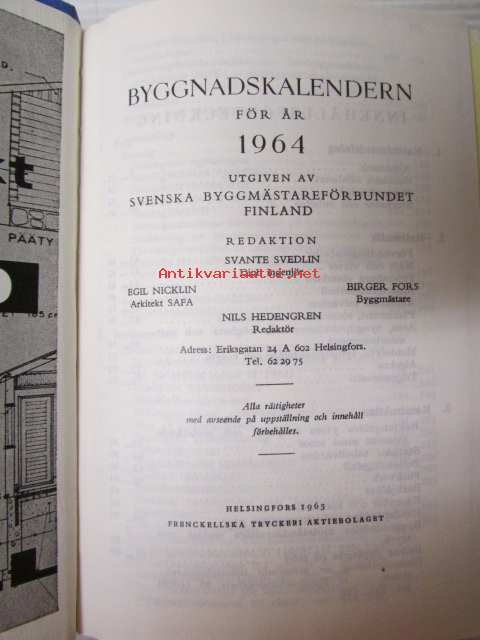 BYGGNADSKALENDERN
FÖR ÅR
1964
UTGIVEN AV
SVENSKA BYGGMÄSTAREFÖRBUNDET
FINLAND
REDAKTION
SVANTE SVEDLIN
Antikvariaatti.net
EGIL NICKLIN
Arkitekt SAFA
BIRGER FORS
Byggmästare
NILS HEDENGREN
Redaktör
Adress: Eriksgatan 24 A 602 Helsingfors.
Tel. 62 29 75
Alla rättigheter
med avseende på uppställning och innehåll
förbehålles.
HELSINGFORS 1963
FRENCKELLSKA TRYCKERI AKTIEBOLAGET
PÄÄTY